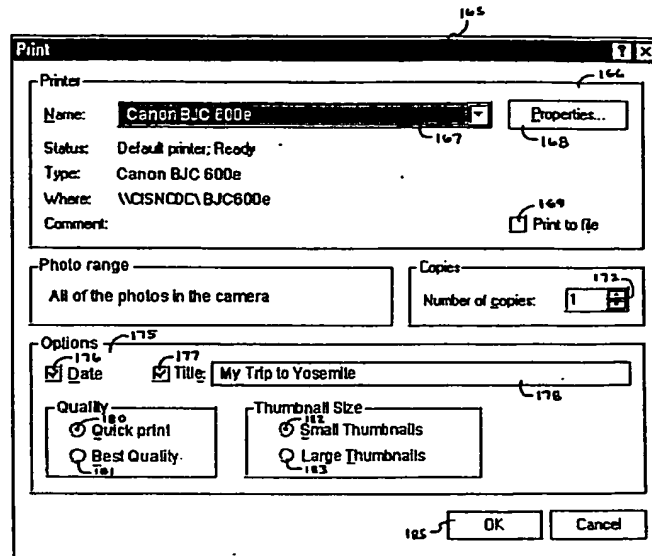 165
Print ? X
Printer 166
Name: Canon BJC 600e 167 Properties... 168
Status: Default printer; Ready
Type: Canon BJC 600e
Where: \\CISNCDC\BJC600e
Comment: 169 Print to file
Photo range
All of the photos in the camera
Copies 172
Number of copies: 1
Options 175
176 Date 177 Title: My Trip to Yosemite 178
Quality
180 Quick print
Best Quality 181
Thumbnail Size
182 Small Thumbnails
Large Thumbnails 183
185 OK Cancel